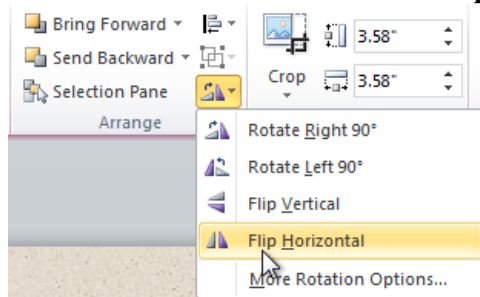 Bring Forward
Send Backward
Selection Pane
Arrange
Crop
3.58"
3.58"
Rotate Right 90°
Rotate Left 90°
Flip Vertical
Flip Horizontal
More Rotation Options...